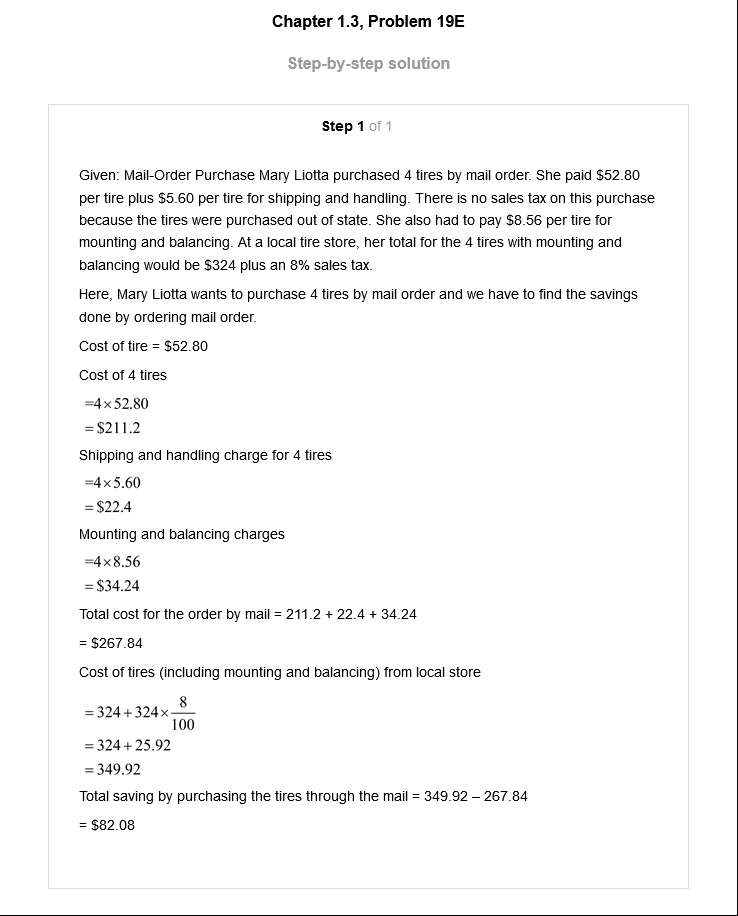 Chapter 1.3, Problem 19E
Step-by-step solution
Step 1 of 1
Given: Mail-Order Purchase Mary Liotta purchased 4 tires by mail order. She paid $52.80
per tire plus $5.60 per tire for shipping and handling. There is no sales tax on this purchase
because the tires were purchased out of state. She also had to pay $8.56 per tire for
mounting and balancing. At a local tire store, her total for the 4 tires with mounting and
balancing would be $324 plus an 8% sales tax.
Here, Mary Liotta wants to purchase 4 tires by mail order and we have to find the savings
done by ordering mail order.
Cost of tire = $52.80
Cost of 4 tires
=4×52.80
= $211.2
Shipping and handling charge for 4 tires
=4×5.60
= $22.4
Mounting and balancing charges
=4×8.56
= $34.24
Total cost for the order by mail = 211.2 + 22.4 + 34.24
= $267.84
Cost of tires (including mounting and balancing) from local store
= 324 + 324 × 8/100
= 324 + 25.92
= 349.92
Total saving by purchasing the tires through the mail = 349.92 – 267.84
= $82.08